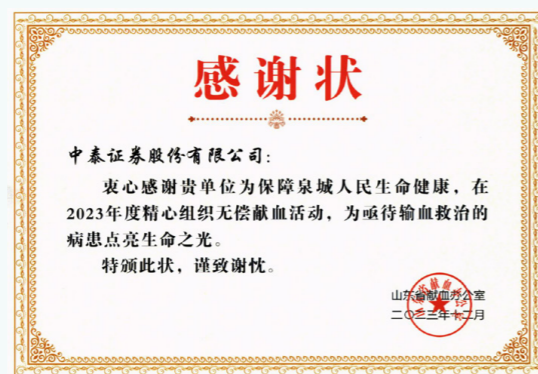 感谢状
中泰证券股份有限公司：
衷心感谢贵单位为保障泉城人民生命健康，在
2023年度精心组织无偿献血活动，为亟待输血救治的
病患点亮生命之光。
特颁此状，谨致谢忱。
山东省献血办公室
二〇二三年十二月